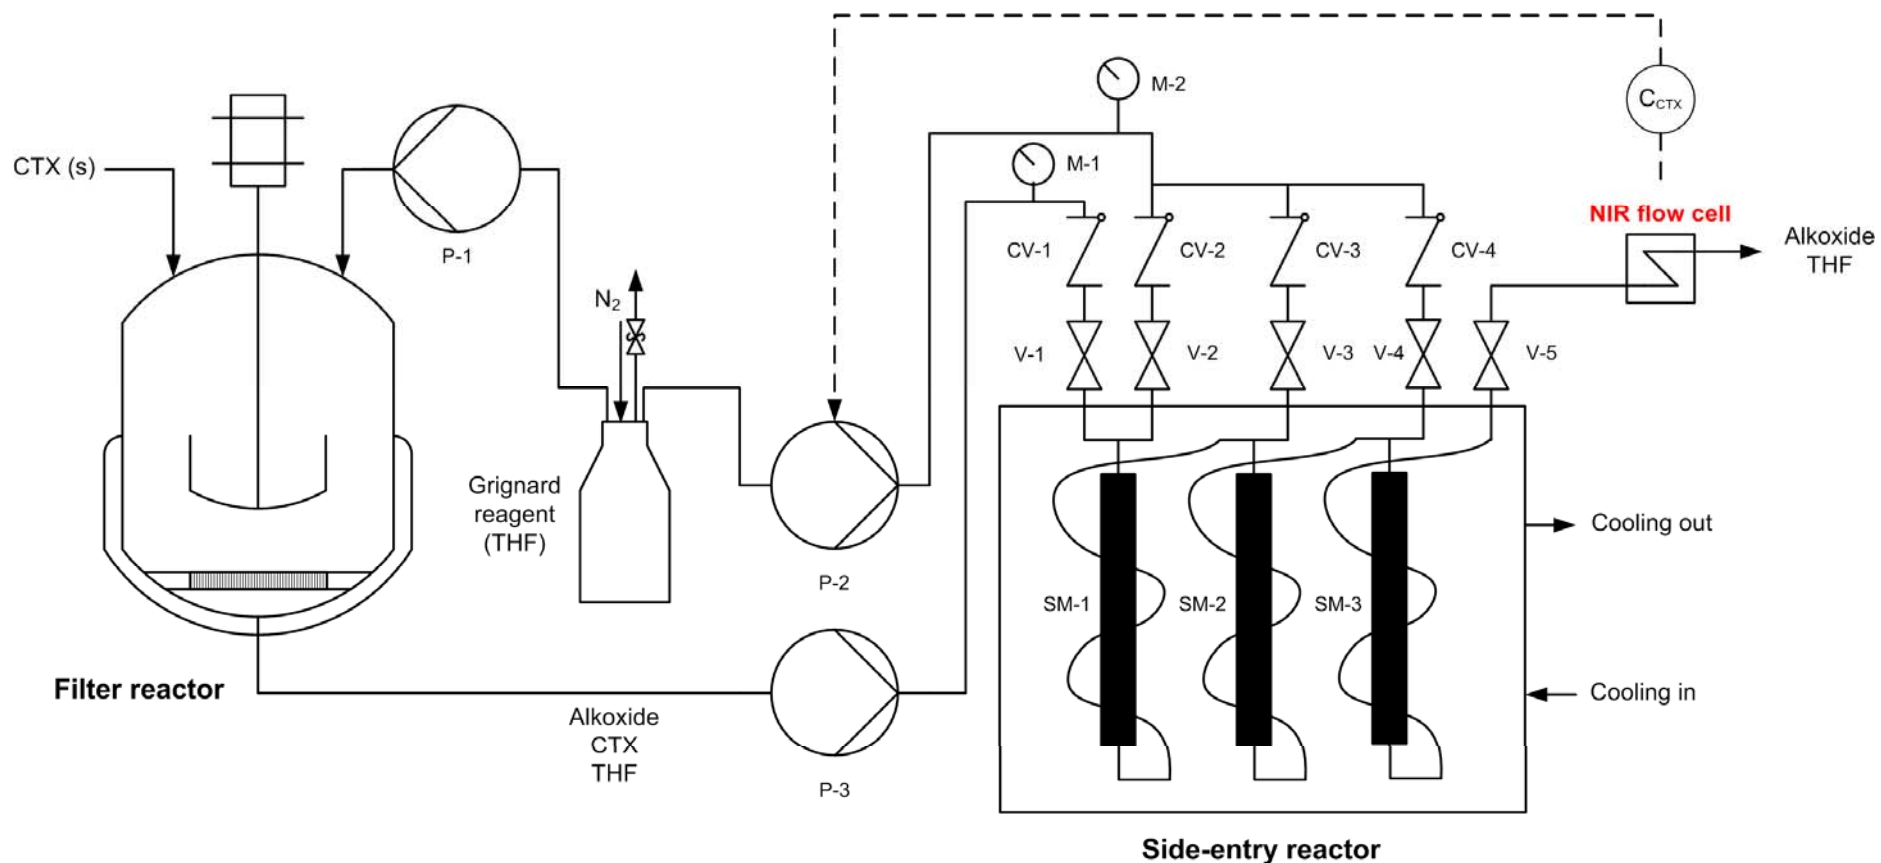 M-2
C_CTX
CTX (s)
M-1
NIR flow cell
Alkoxide
THF
P-1
CV-1
CV-2
CV-3
CV-4
N₂
V-1
V-2
V-3
V-4
V-5
Grignard
reagent
(THF)
Cooling out
P-2
SM-1
SM-2
SM-3
Filter reactor
Cooling in
Alkoxide
CTX
THF
P-3
Side-entry reactor